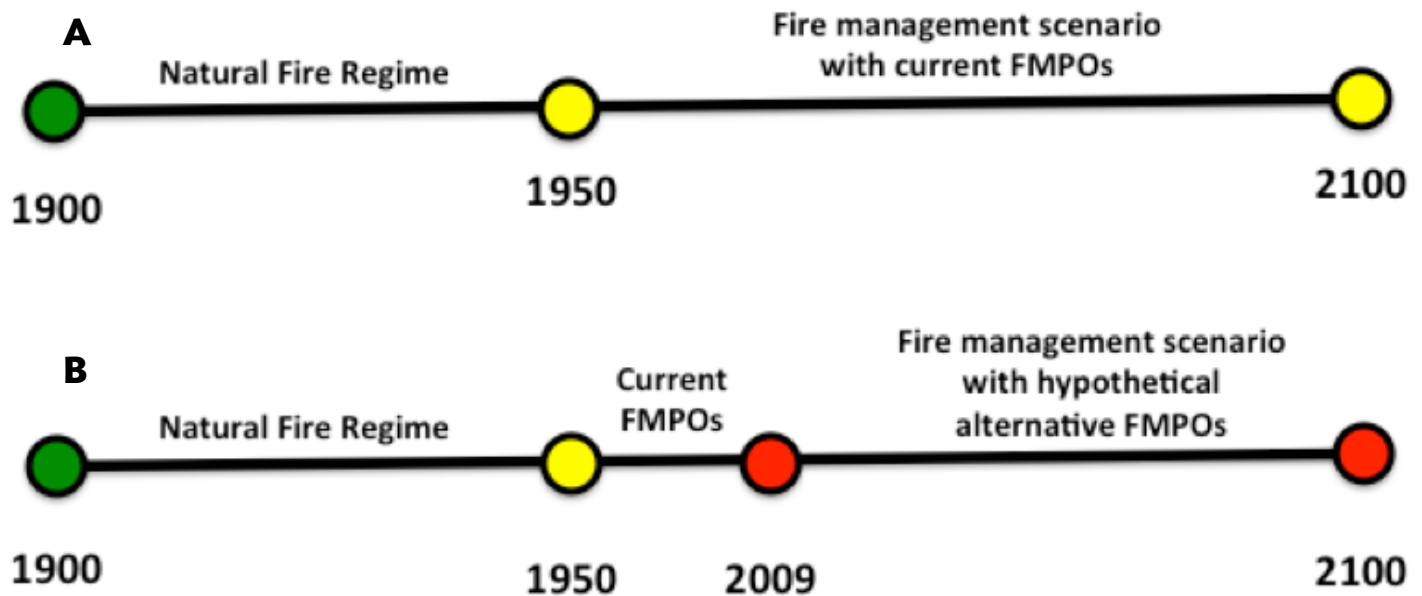 A
Natural Fire Regime
Fire management scenario
with current FMPOs
1900
1950
2100
B
Natural Fire Regime
Current
FMPOs
Fire management scenario
with hypothetical
alternative FMPOs
1900
1950
2009
2100